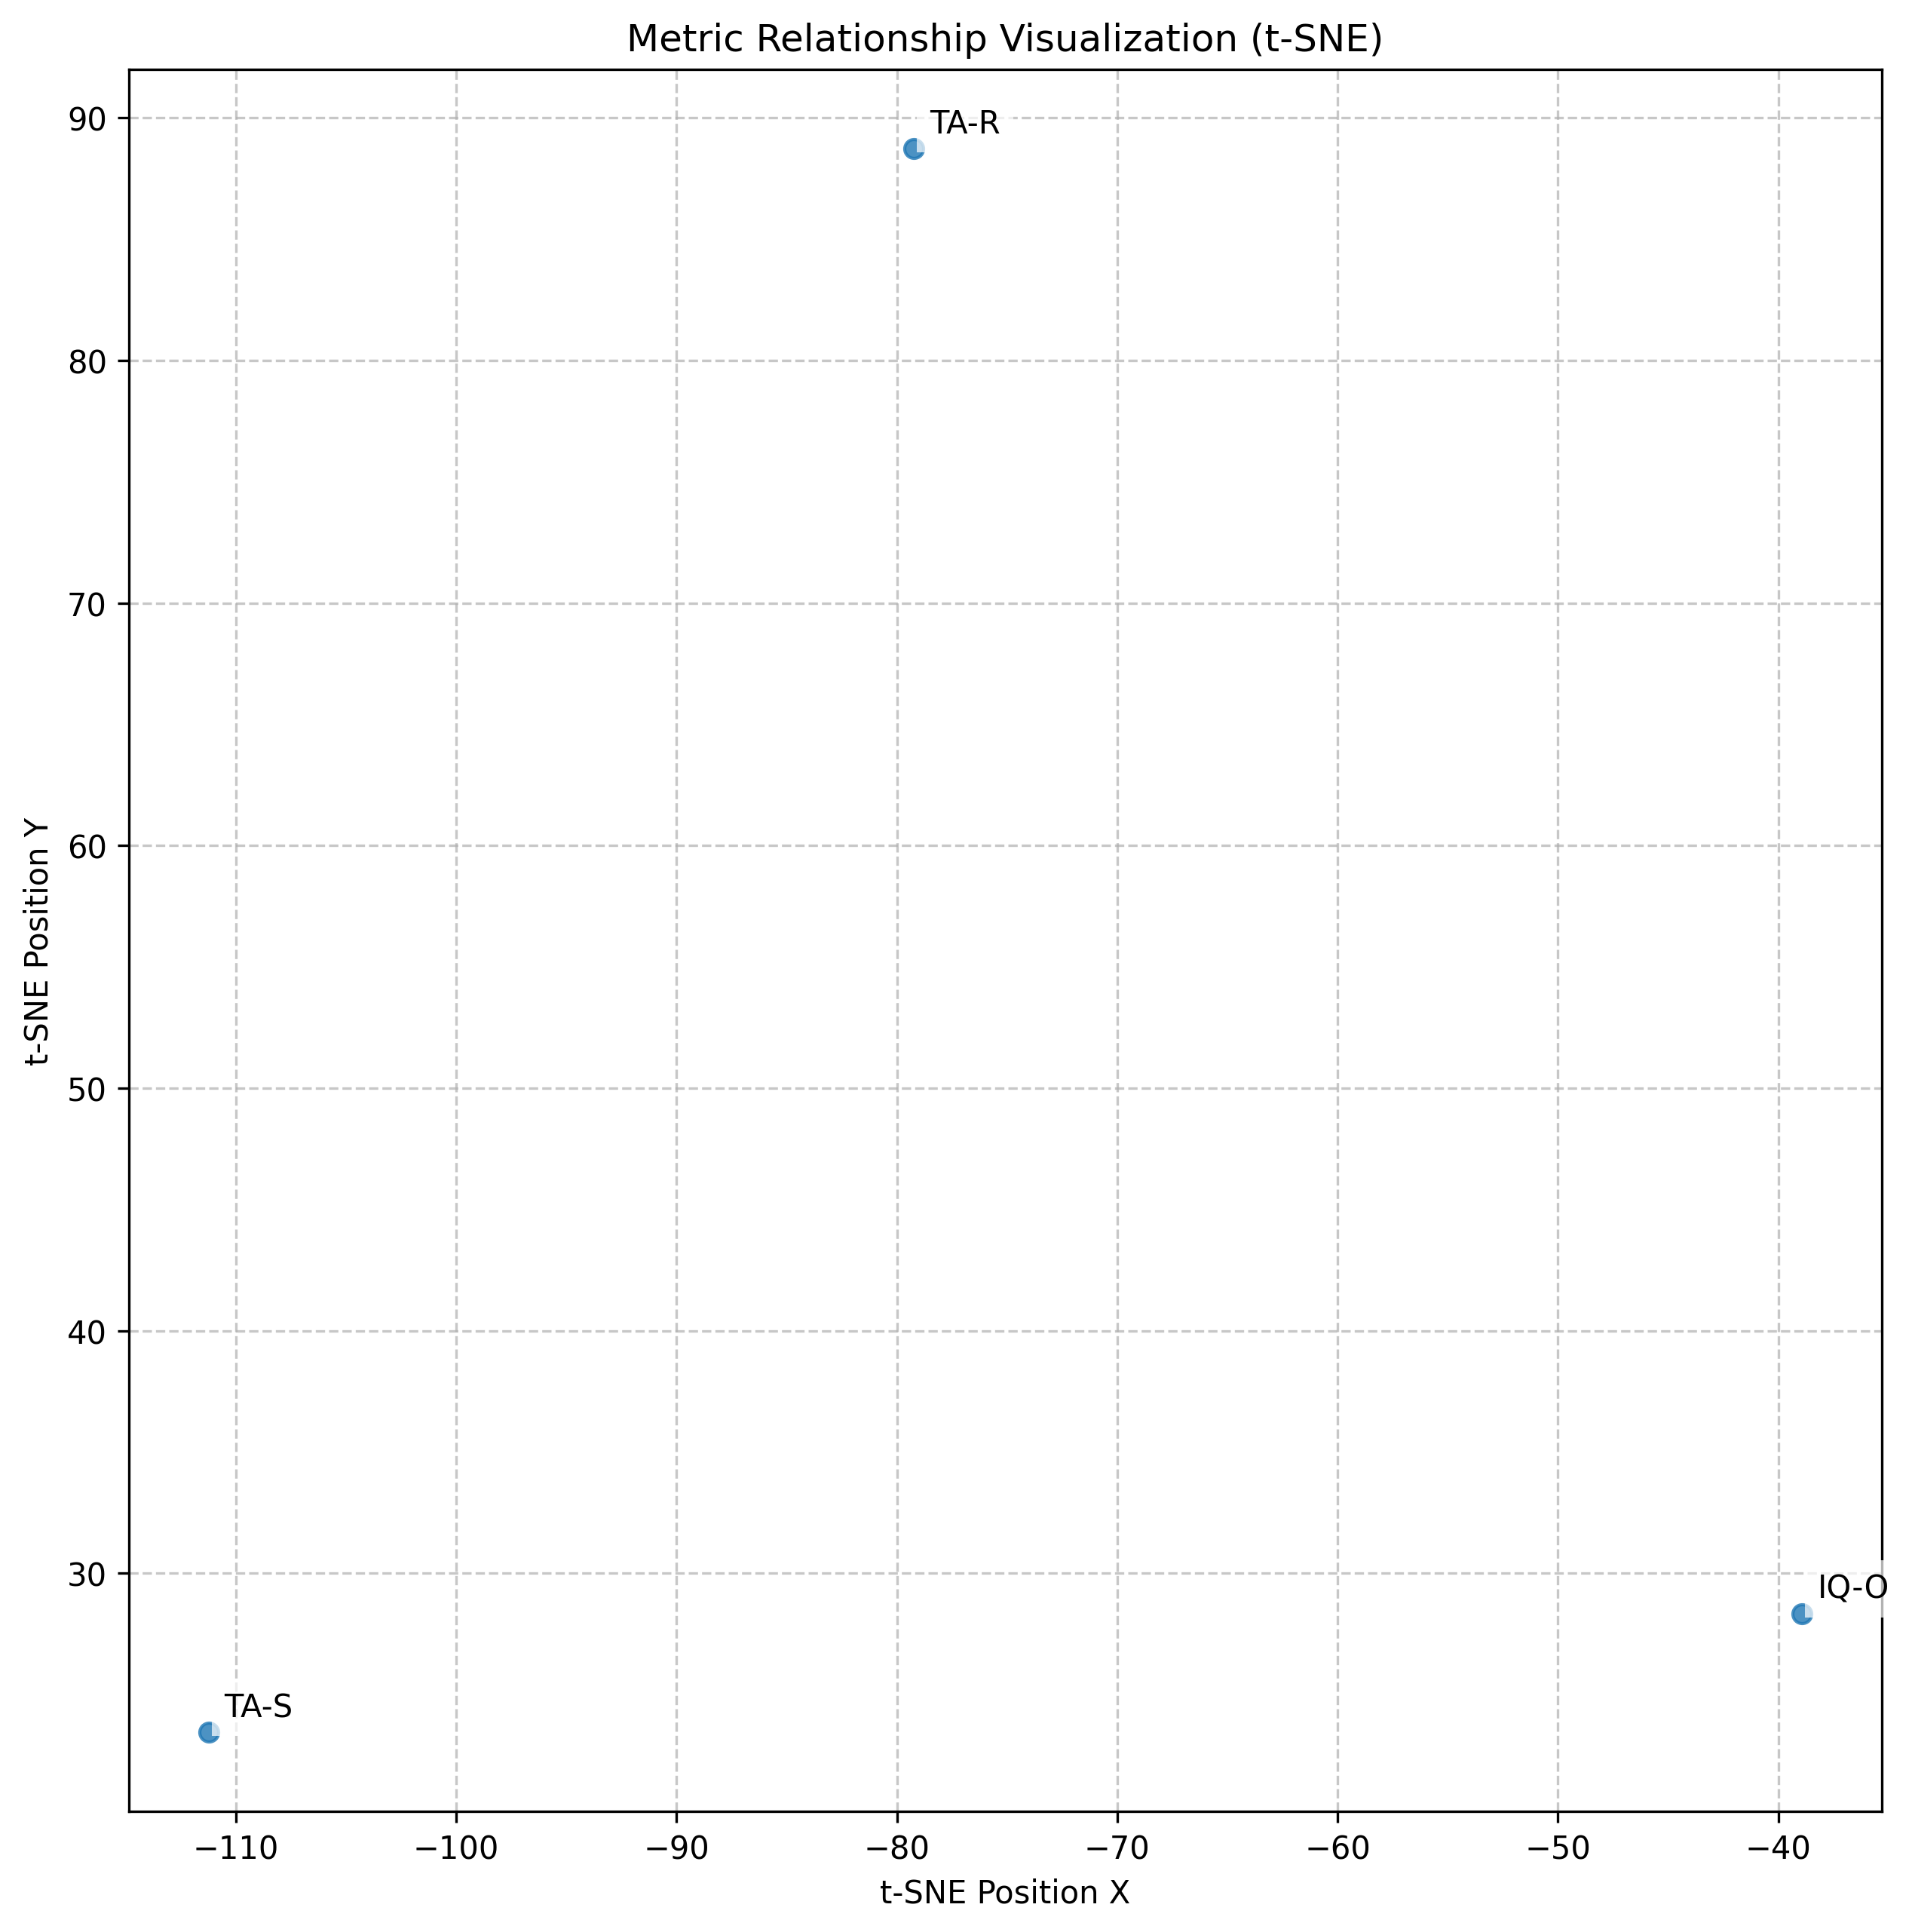 Metric Relationship Visualization (t-SNE)
90
TA-R
80
70
60
t-SNE Position Y
50
40
30
IQ-O
TA-S
−110
−100
−90
−80
−70
−60
−50
−40
t-SNE Position X